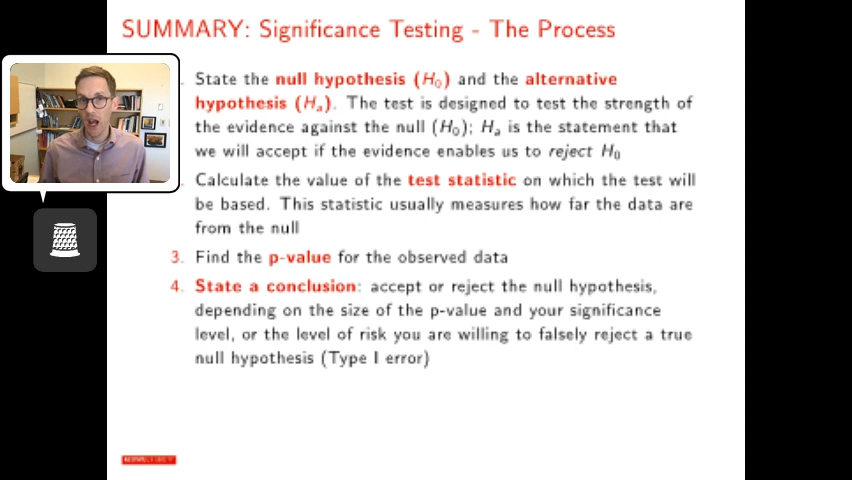 SUMMARY: Significance Testing - The Process
State the null hypothesis (H₀) and the alternative
hypothesis (Hₐ). The test is designed to test the strength of
the evidence against the null (H₀); Hₐ is the statement that
we will accept if the evidence enables us to reject H₀
Calculate the value of the test statistic on which the test will
be based. This statistic usually measures how far the data are
from the null
3. Find the p-value for the observed data
4. State a conclusion: accept or reject the null hypothesis,
depending on the size of the p-value and your significance
level, or the level of risk you are willing to falsely reject a true
null hypothesis (Type I error)